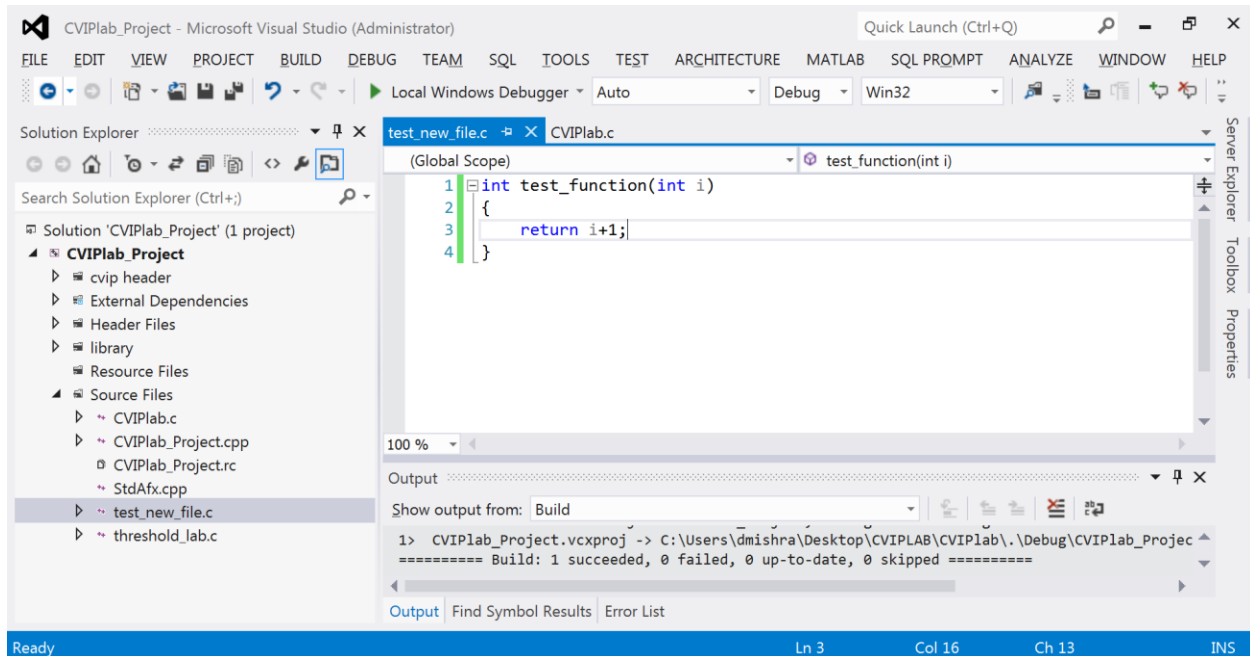 CVIPlab_Project - Microsoft Visual Studio (Administrator)
Quick Launch (Ctrl+Q)
FILE EDIT VIEW PROJECT BUILD DEBUG TEAM SQL TOOLS TEST ARCHITECTURE MATLAB SQL PROMPT ANALYZE WINDOW HELP
Local Windows Debugger Auto Debug Win32
Solution Explorer
Search Solution Explorer (Ctrl+;)
Solution 'CVIPlab_Project' (1 project)
CVIPlab_Project
cvip header
External Dependencies
Header Files
library
Resource Files
Source Files
CVIPlab.c
CVIPlab_Project.cpp
CVIPlab_Project.rc
StdAfx.cpp
test_new_file.c
threshold_lab.c
test_new_file.c CVIPlab.c
(Global Scope) test_function(int i)
1 int test_function(int i)
2 {
3 return i+1;
4 }
100 %
Output
Show output from: Build
1> CVIPlab_Project.vcxproj -> C:\Users\dmishra\Desktop\CVIPLAB\CVIPlab\.\Debug\CVIPlab_Projec
========== Build: 1 succeeded, 0 failed, 0 up-to-date, 0 skipped ==========
Output Find Symbol Results Error List
Server Explorer
Toolbox
Properties
Ready Ln 3 Col 16 Ch 13 INS